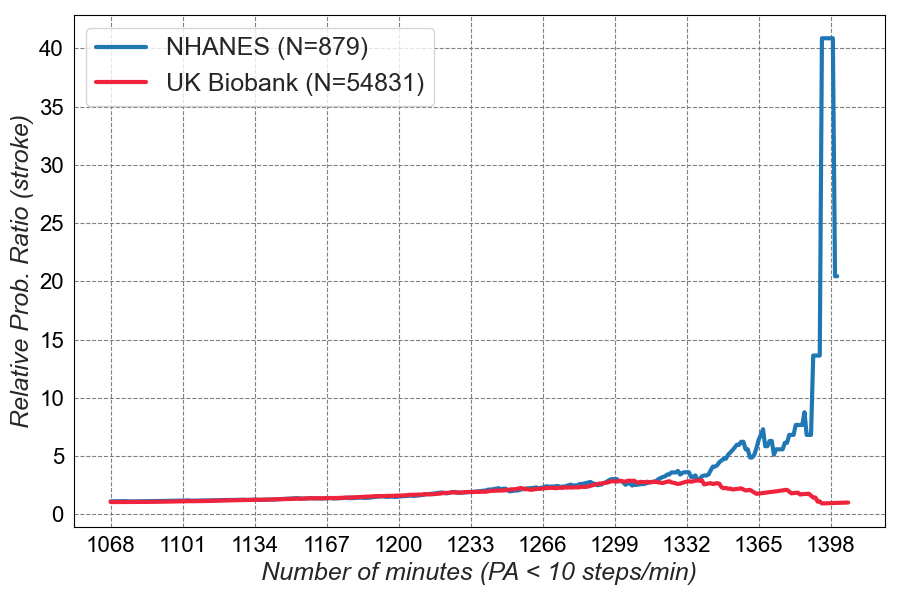 NHANES (N=879)
UK Biobank (N=54831)
Relative Prob. Ratio (stroke)
40
35
30
25
20
15
10
5
0
1068 1101 1134 1167 1200 1233 1266 1299 1332 1365 1398
Number of minutes (PA < 10 steps/min)